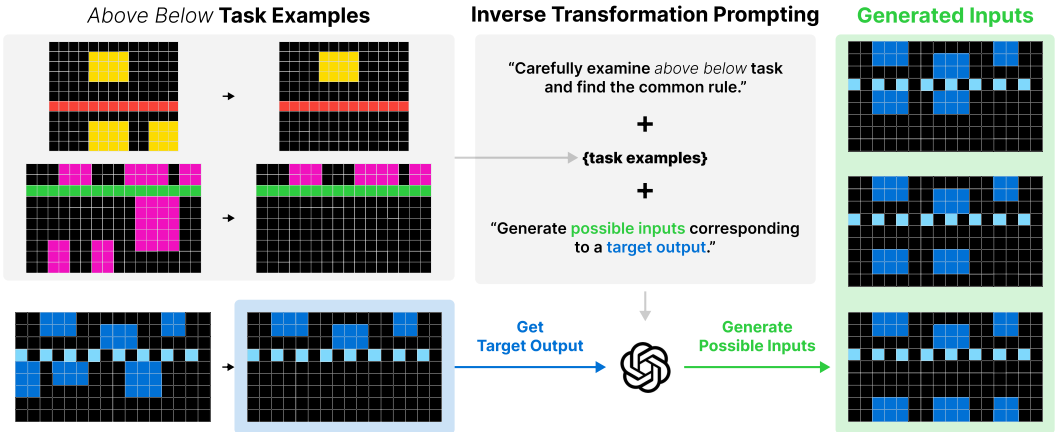 Above Below Task Examples
Inverse Transformation Prompting
Generated Inputs
“Carefully examine above below task
and find the common rule.”
+
{task examples}
+
“Generate possible inputs corresponding
to a target output.”
Get
Target Output
Generate
Possible Inputs